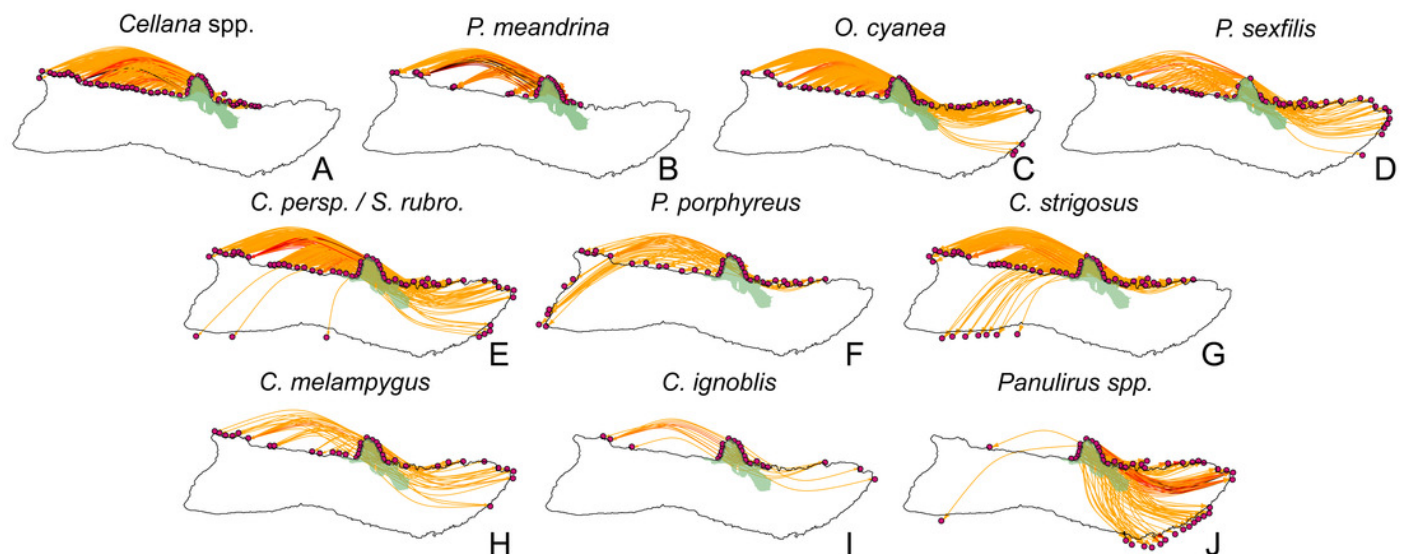 Cellana spp.
P. meandrina
O. cyanea
P. sexfilis
A
B
C
D
C. persp. / S. rubro.
P. porphyreus
C. strigosus
E
F
G
C. melampygus
C. ignoblis
Panulirus spp.
H
I
J